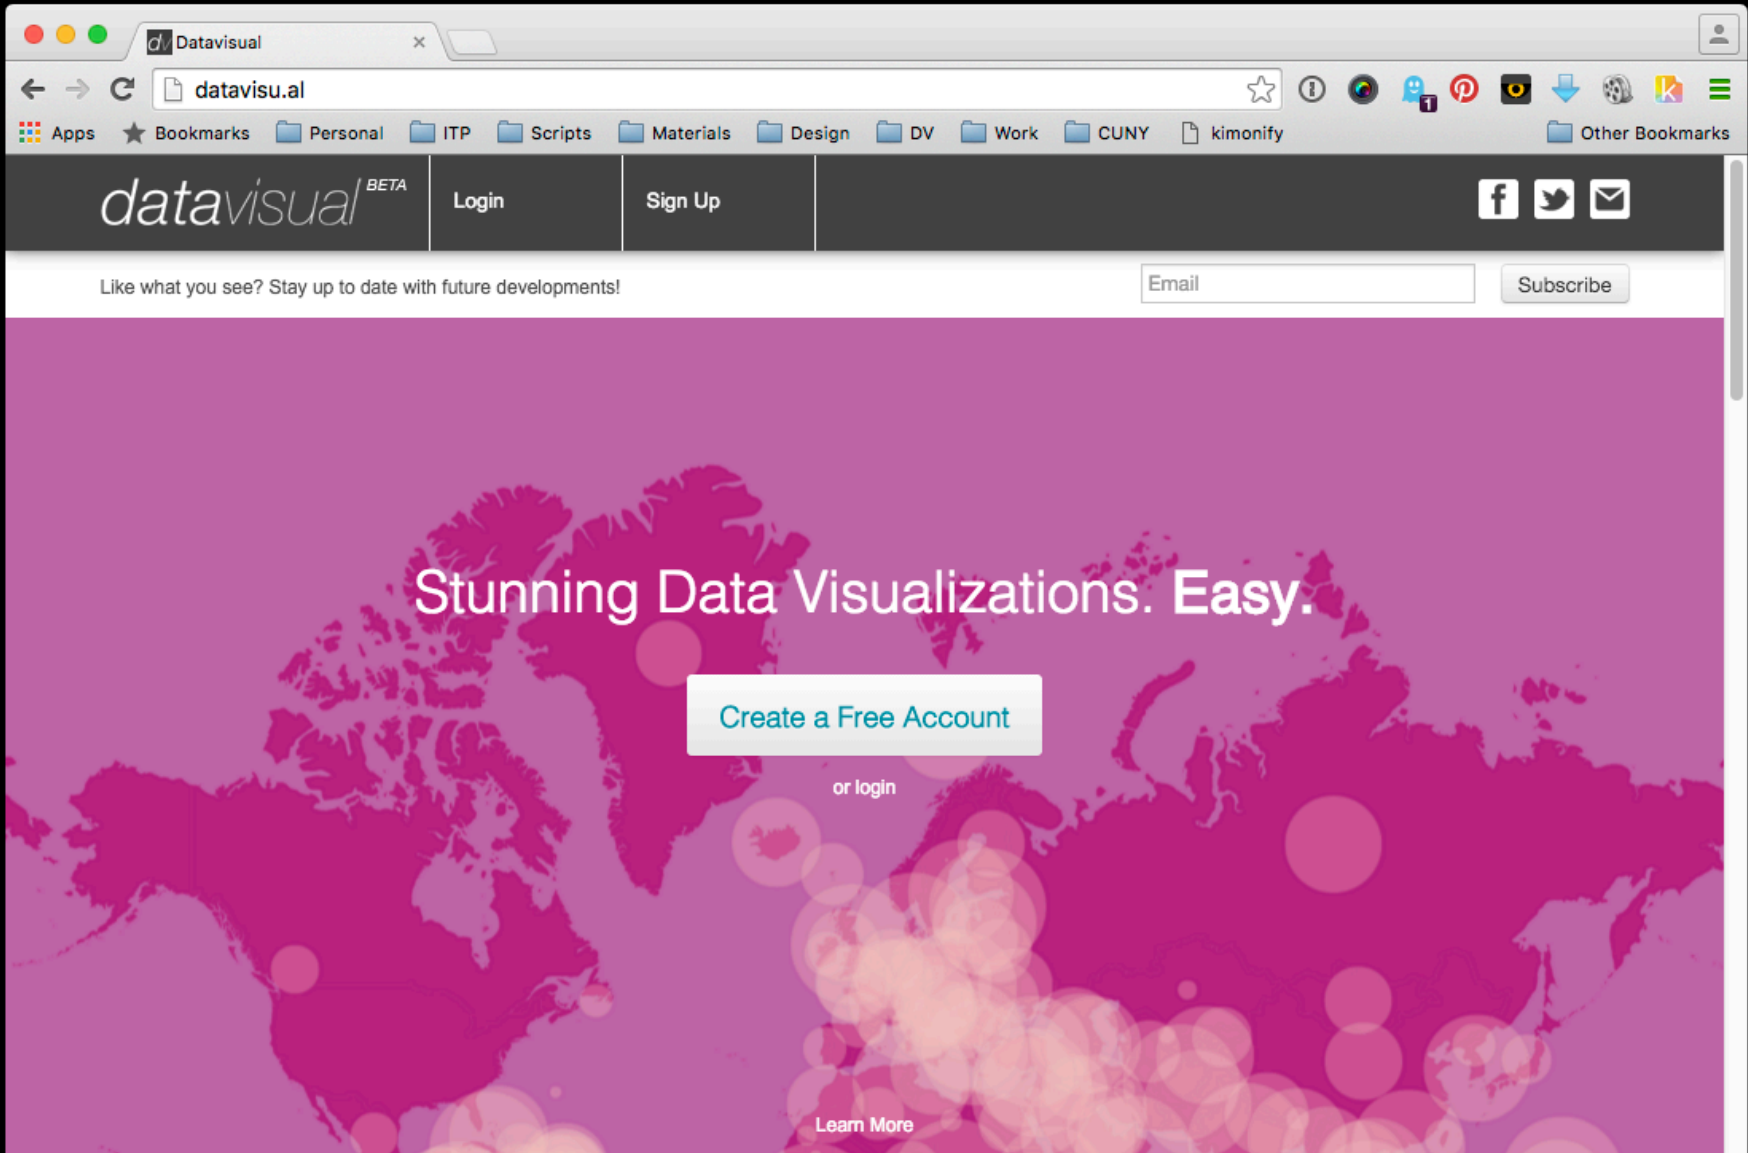 dv Datavisual
datavisu.al
1
Apps Bookmarks Personal ITP Scripts Materials Design DV Work CUNY kimonify Other Bookmarks
datavisual BETA Login Sign Up
Like what you see? Stay up to date with future developments! Email Subscribe
Stunning Data Visualizations. Easy.
Create a Free Account
or login
Learn More